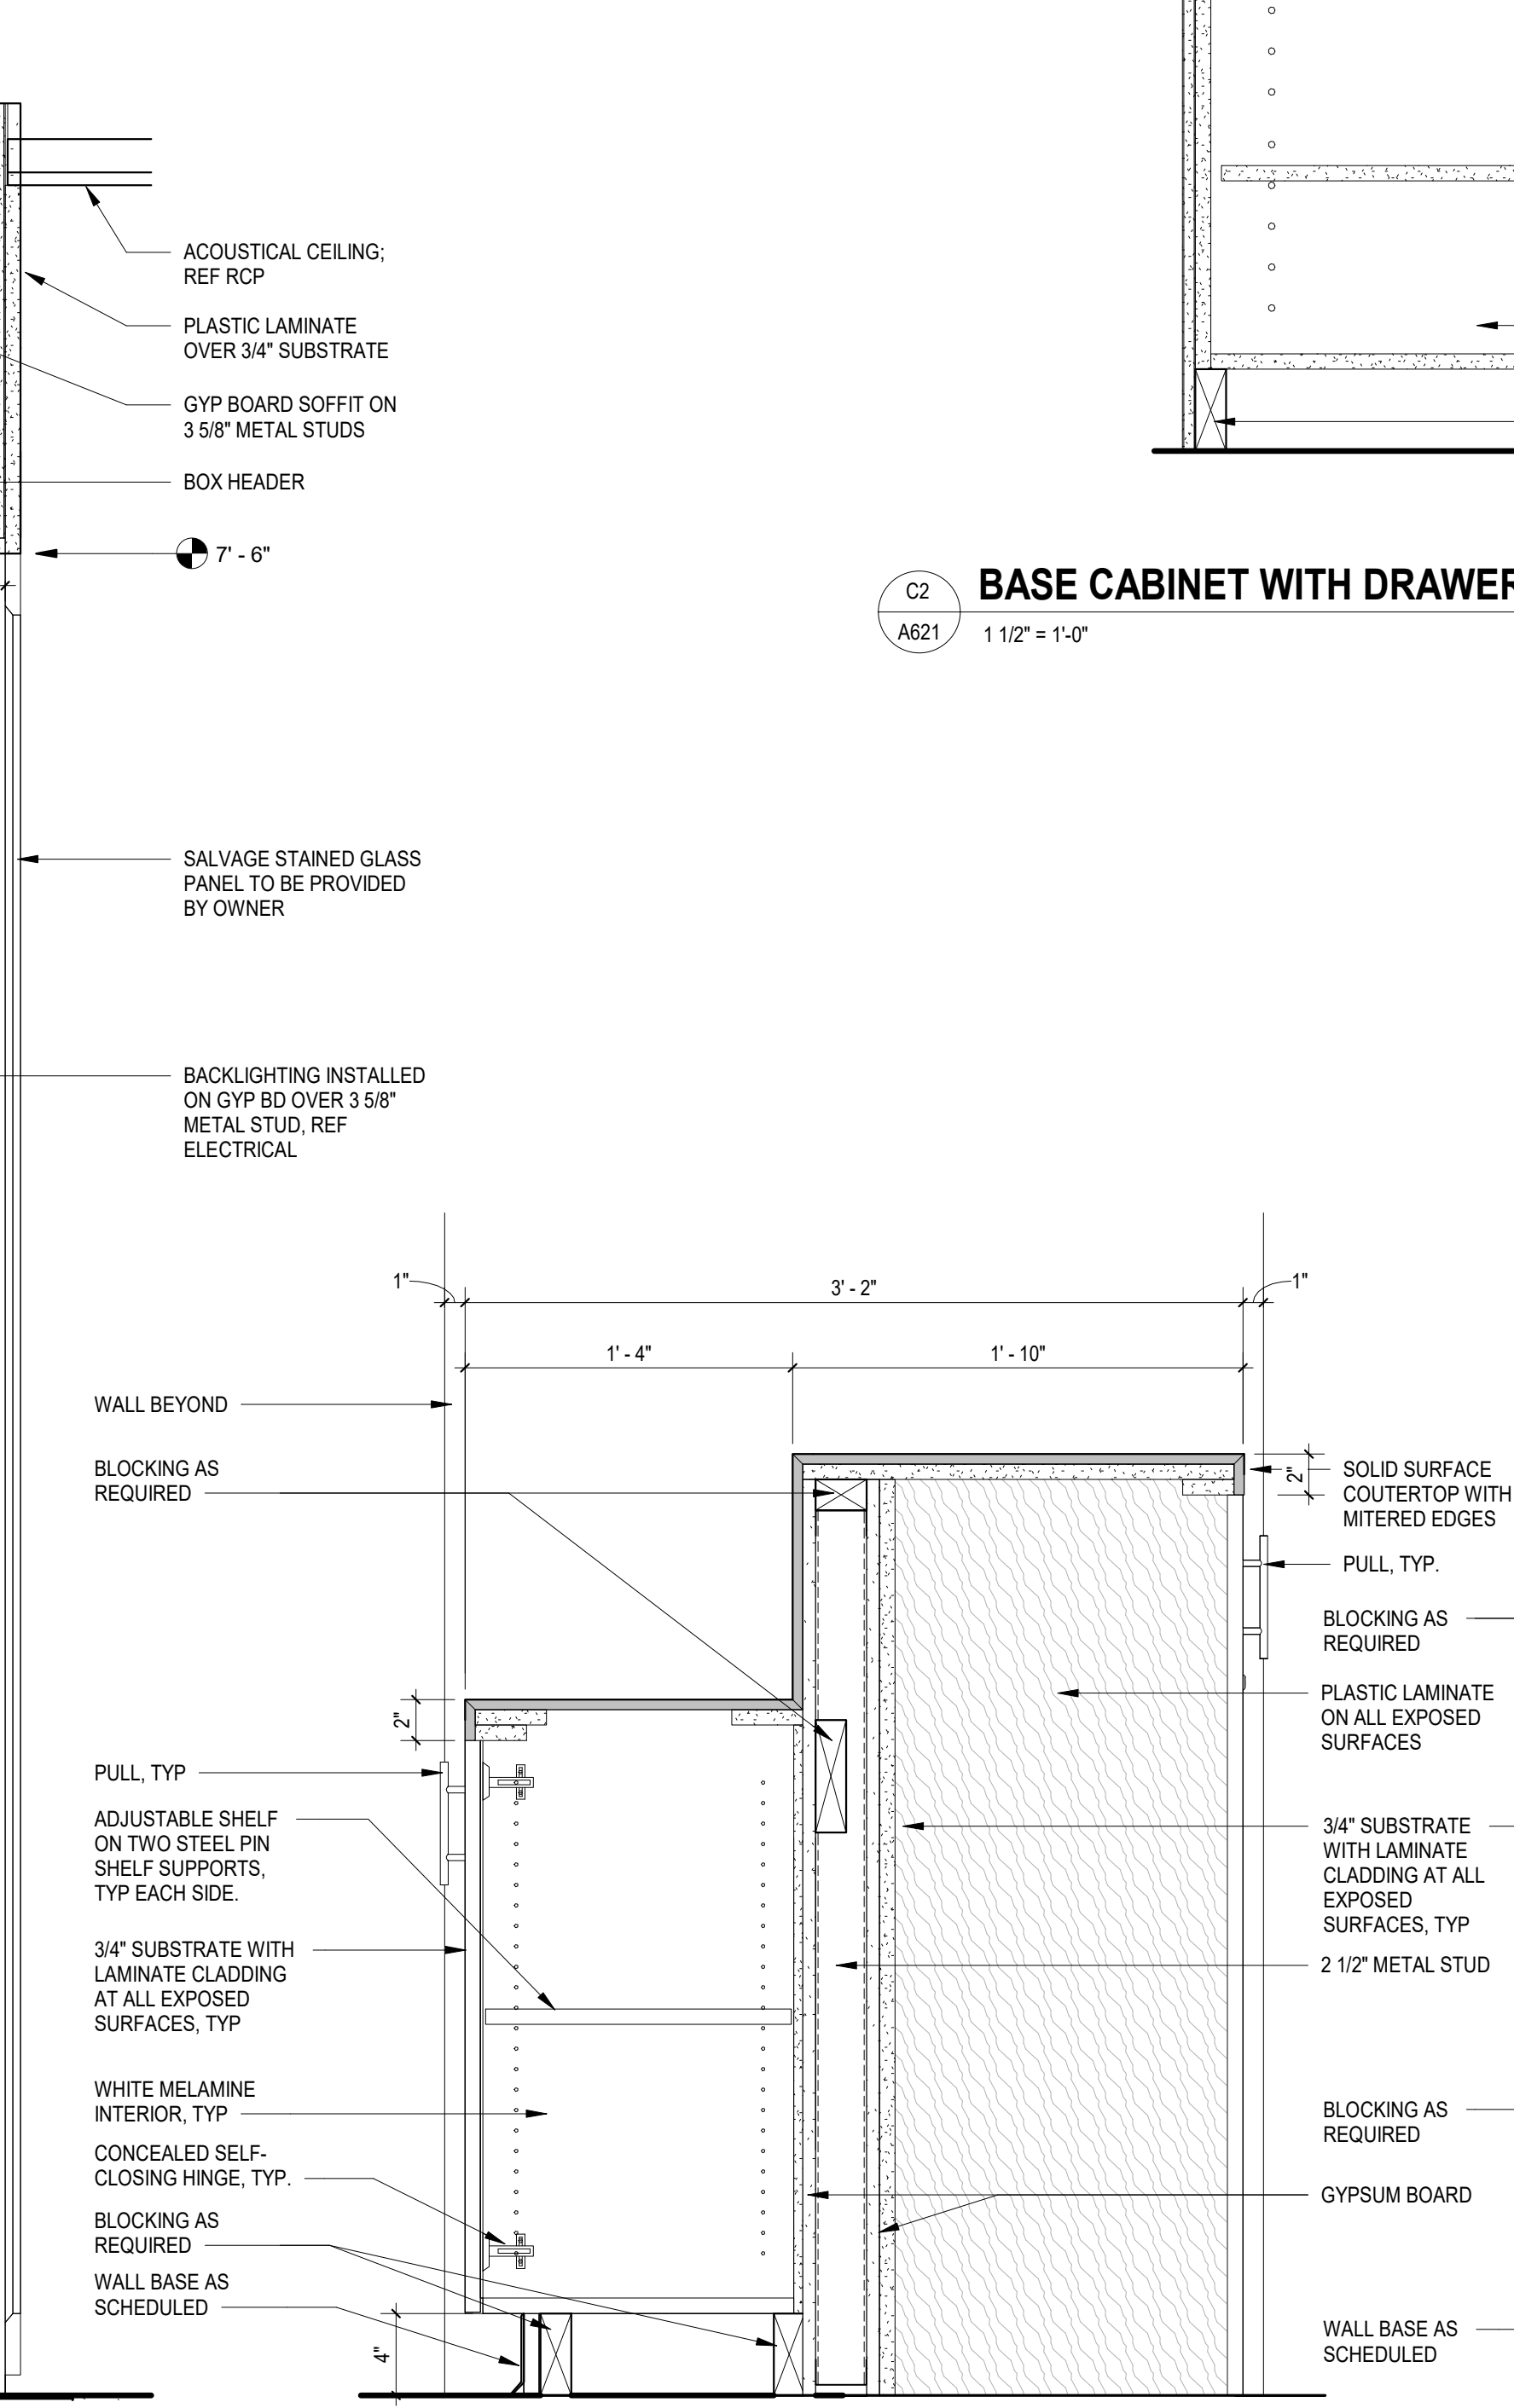 ACOUSTICAL CEILING;
REF RCP
PLASTIC LAMINATE
OVER 3/4" SUBSTRATE
GYP BOARD SOFFIT ON
3 5/8" METAL STUDS
BOX HEADER
7' - 6"
C2
A621
BASE CABINET WITH DRAWER
1 1/2" = 1'-0"
SALVAGE STAINED GLASS
PANEL TO BE PROVIDED
BY OWNER
BACKLIGHTING INSTALLED
ON GYP BD OVER 3 5/8"
METAL STUD, REF
ELECTRICAL
1"
3' - 2"
1"
1' - 4"
1' - 10"
WALL BEYOND
BLOCKING AS
REQUIRED
2"
PULL, TYP
ADJUSTABLE SHELF
ON TWO STEEL PIN
SHELF SUPPORTS,
TYP EACH SIDE.
3/4" SUBSTRATE WITH
LAMINATE CLADDING
AT ALL EXPOSED
SURFACES, TYP
WHITE MELAMINE
INTERIOR, TYP
CONCEALED SELF-
CLOSING HINGE, TYP.
BLOCKING AS
REQUIRED
WALL BASE AS
SCHEDULED
4"
2"
SOLID SURFACE
COUTERTOP WITH
MITERED EDGES
PULL, TYP.
BLOCKING AS
REQUIRED
PLASTIC LAMINATE
ON ALL EXPOSED
SURFACES
3/4" SUBSTRATE
WITH LAMINATE
CLADDING AT ALL
EXPOSED
SURFACES, TYP
2 1/2" METAL STUD
BLOCKING AS
REQUIRED
GYPSUM BOARD
WALL BASE AS
SCHEDULED